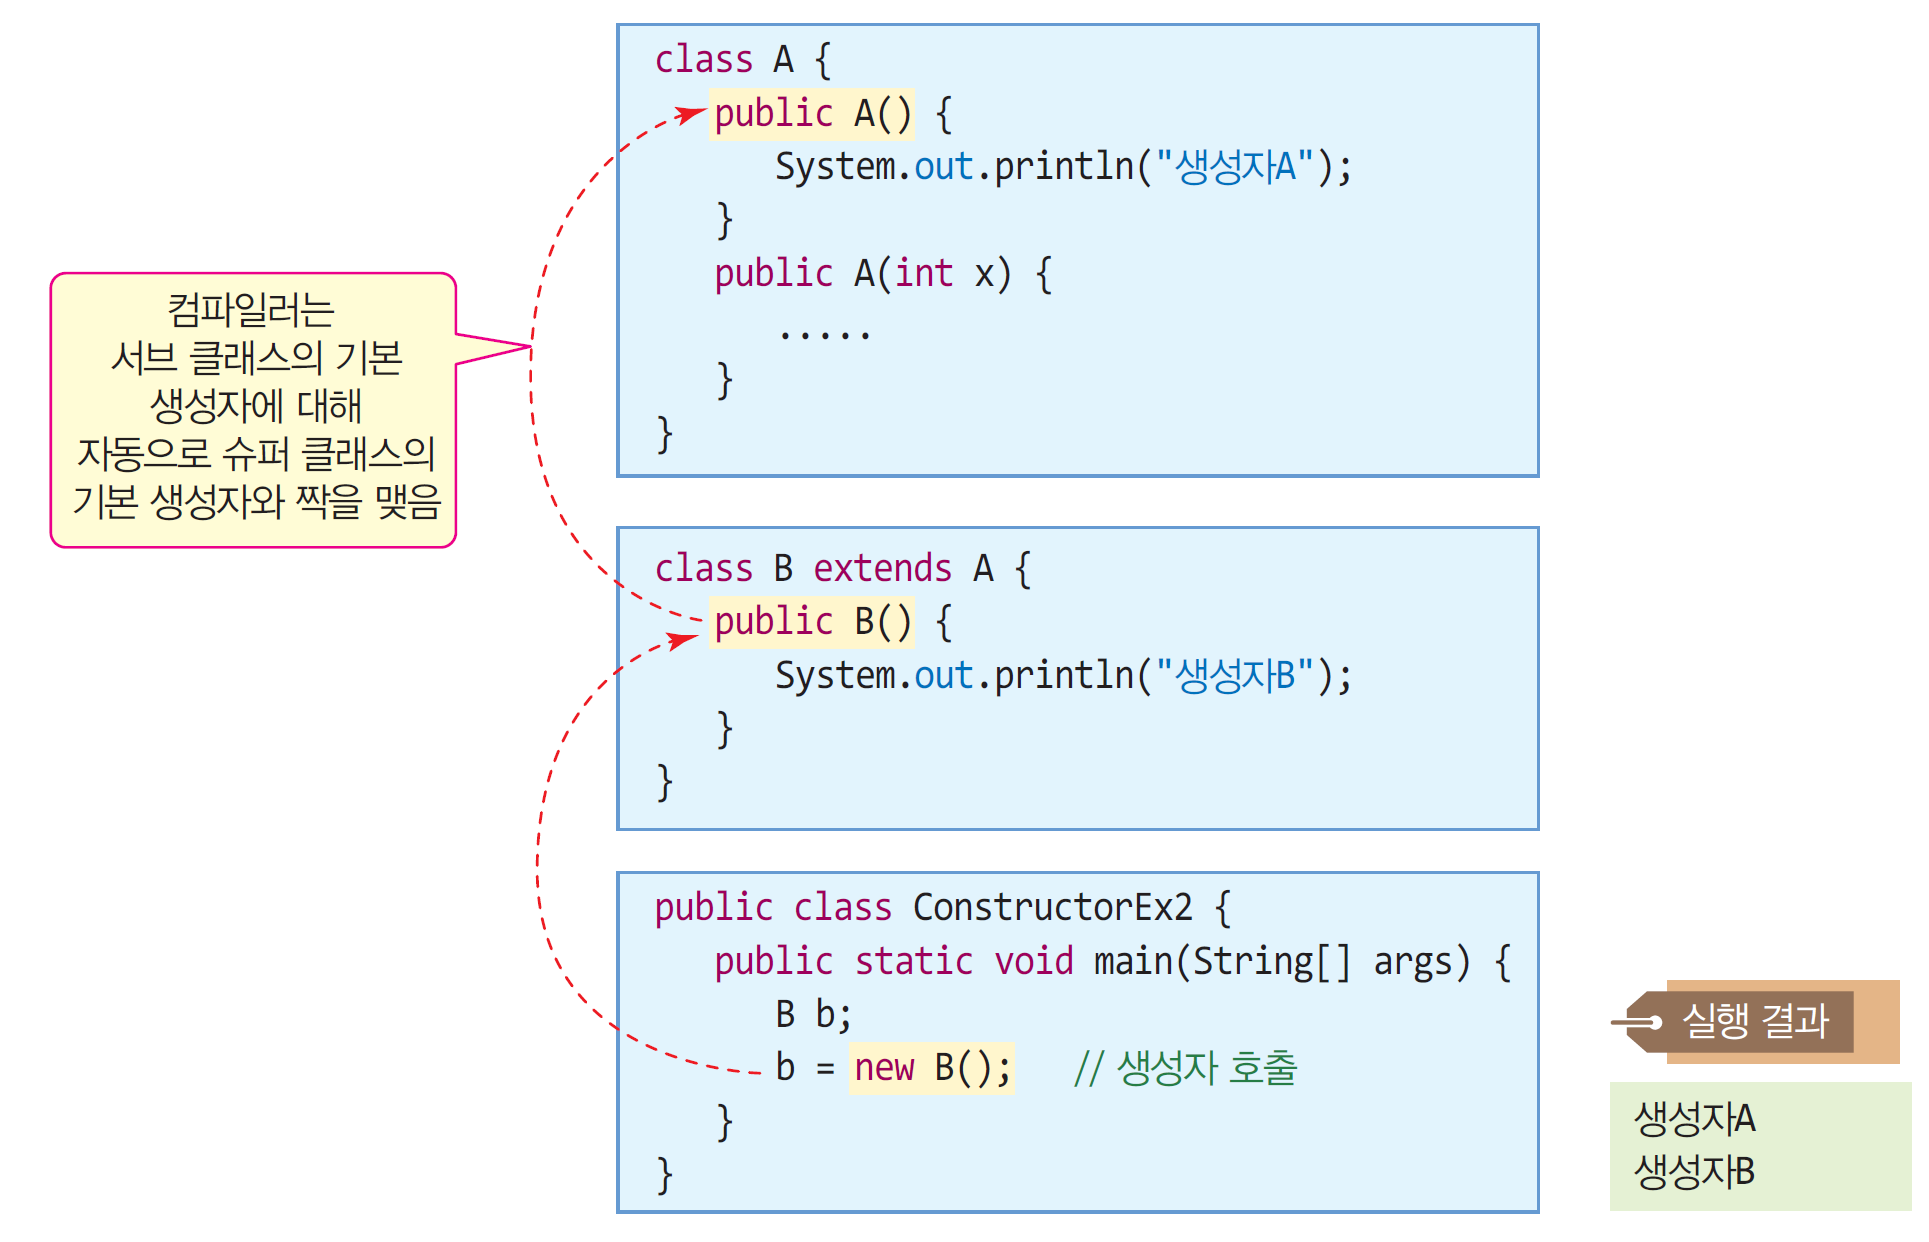 class A {
public A() {
System.out.println("생성자A");
}
public A(int x) {
.....
}
}
컴파일러는
서브 클래스의 기본
생성자에 대해
자동으로 슈퍼 클래스의
기본 생성자와 짝을 맺음
class B extends A {
public B() {
System.out.println("생성자B");
}
}
public class ConstructorEx2 {
public static void main(String[] args) {
B b;
b = new B(); // 생성자 호출
}
}
실행 결과
생성자A
생성자B